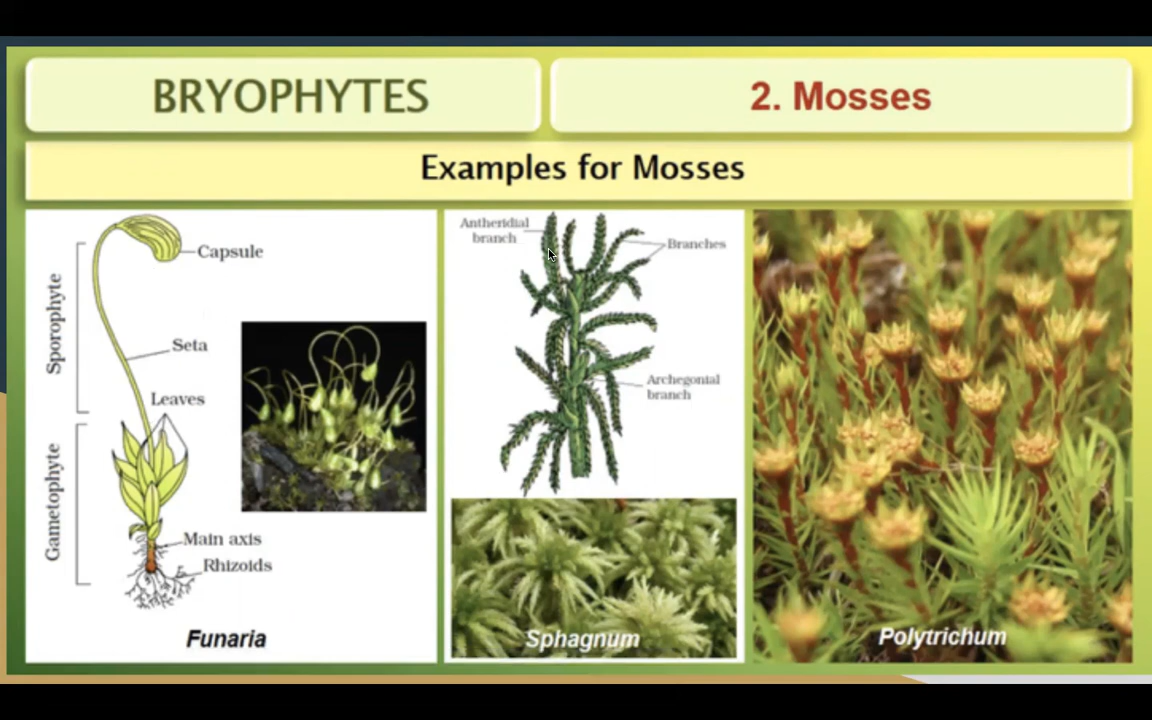 BRYOPHYTES
2. Mosses
Examples for Mosses
Capsule
Sporophyte
Seta
Leaves
Gametophyte
Main axis
Rhizoids
Funaria
Antheridial
branch
Branches
Archegonial
branch
Sphagnum
Polytrichum